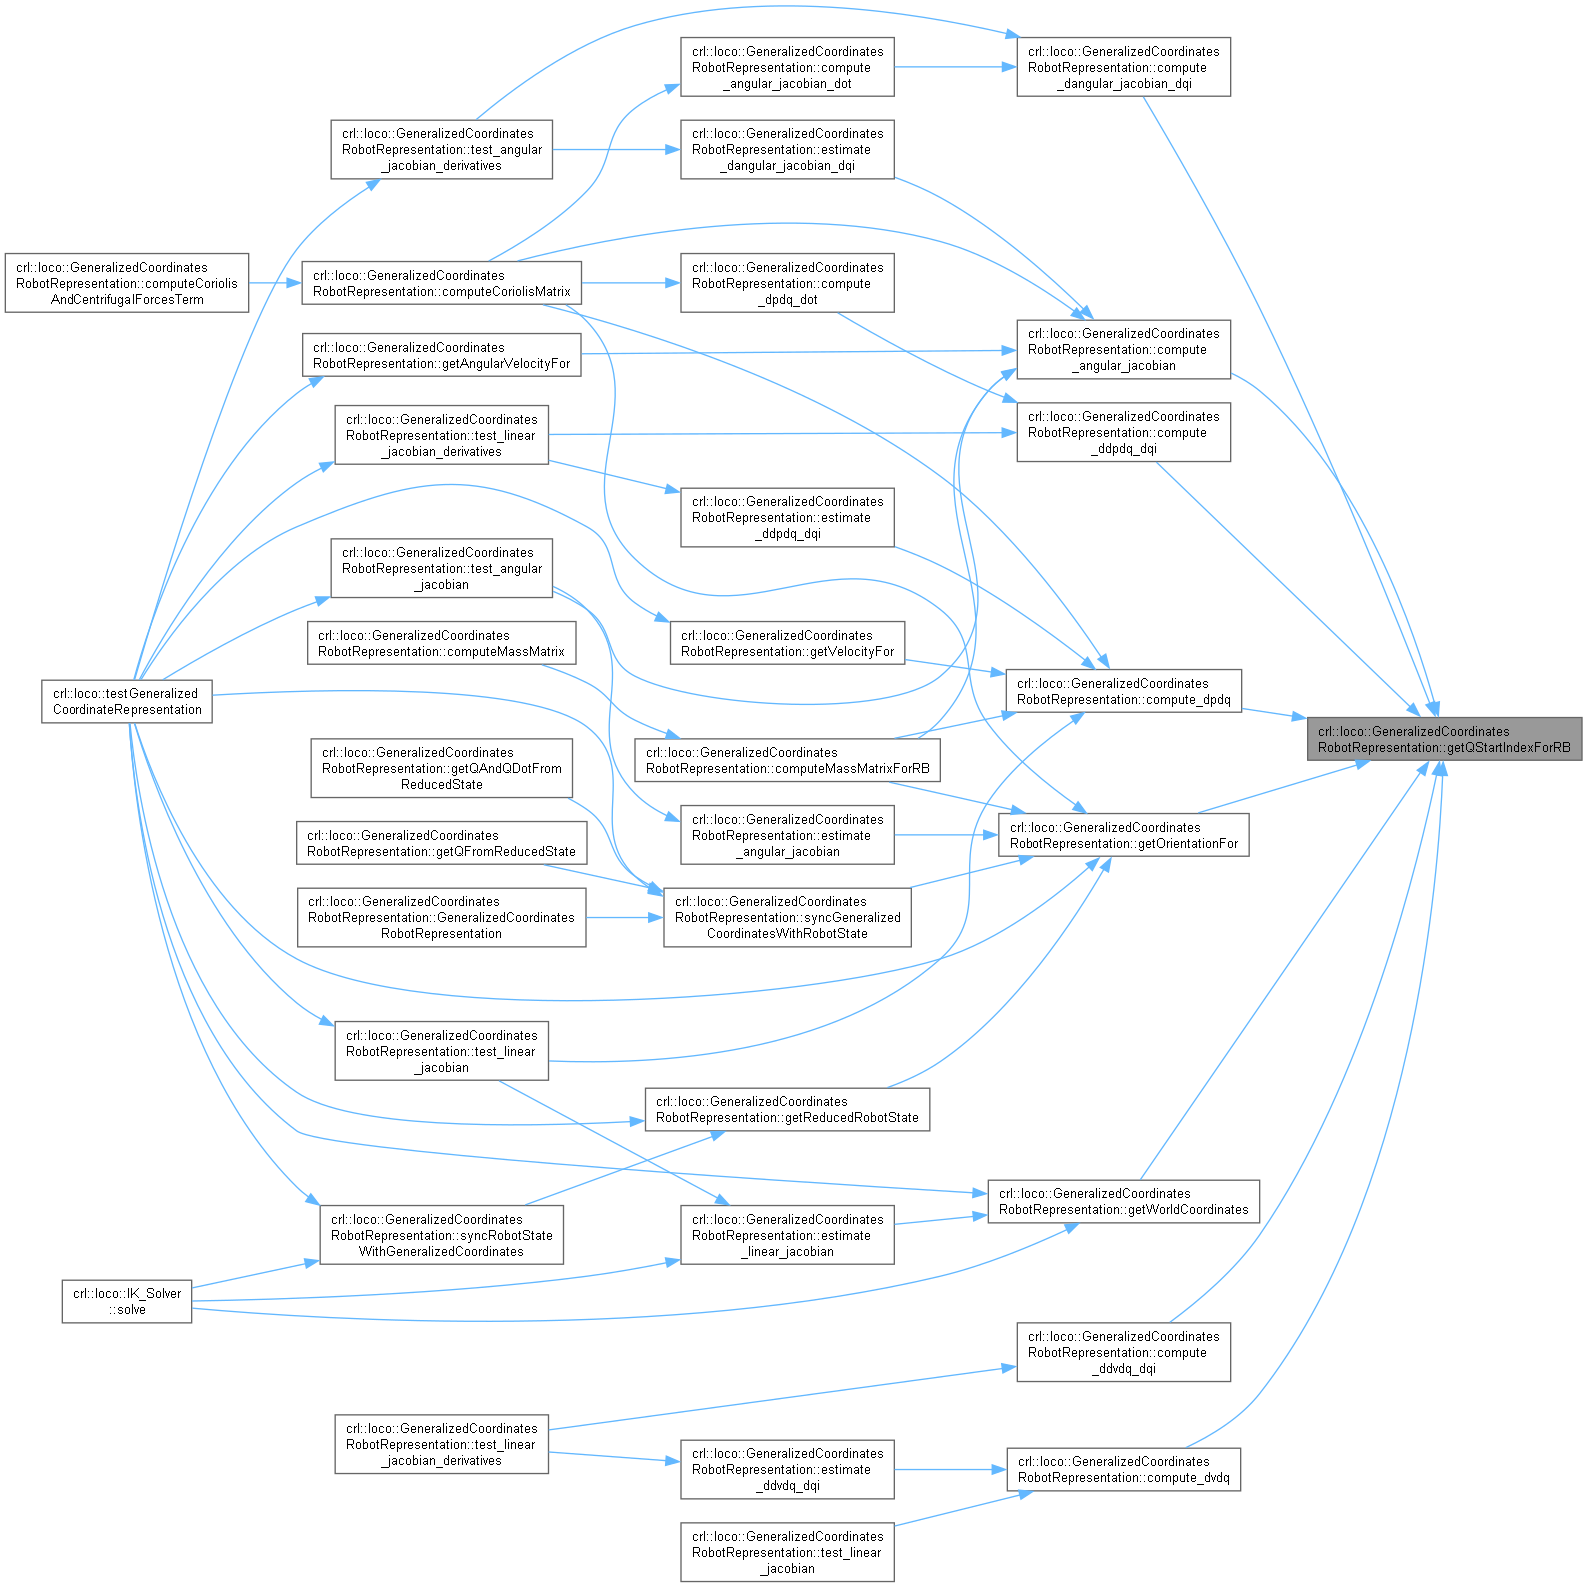 crl::loco::GeneralizedCoordinates
RobotRepresentation::compute
_angular_jacobian_dot
crl::loco::GeneralizedCoordinates
RobotRepresentation::compute
_dangular_jacobian_dqi
crl::loco::GeneralizedCoordinates
RobotRepresentation::test_angular
_jacobian_derivatives
crl::loco::GeneralizedCoordinates
RobotRepresentation::estimate
_dangular_jacobian_dqi
crl::loco::GeneralizedCoordinates
RobotRepresentation::computeCoriolis
AndCentrifugalForcesTerm
crl::loco::GeneralizedCoordinates
RobotRepresentation::computeCoriolisMatrix
crl::loco::GeneralizedCoordinates
RobotRepresentation::compute
_dpdq_dot
crl::loco::GeneralizedCoordinates
RobotRepresentation::getAngularVelocityFor
crl::loco::GeneralizedCoordinates
RobotRepresentation::compute
_angular_jacobian
crl::loco::GeneralizedCoordinates
RobotRepresentation::test_linear
_jacobian_derivatives
crl::loco::GeneralizedCoordinates
RobotRepresentation::compute
_ddpdq_dqi
crl::loco::GeneralizedCoordinates
RobotRepresentation::estimate
_ddpdq_dqi
crl::loco::GeneralizedCoordinates
RobotRepresentation::test_angular
_jacobian
crl::loco::GeneralizedCoordinates
RobotRepresentation::computeMassMatrix
crl::loco::GeneralizedCoordinates
RobotRepresentation::getVelocityFor
crl::loco::testGeneralized
CoordinateRepresentation
crl::loco::GeneralizedCoordinates
RobotRepresentation::compute_dpdq
crl::loco::GeneralizedCoordinates
RobotRepresentation::getQStartIndexForRB
crl::loco::GeneralizedCoordinates
RobotRepresentation::getQAndQDotFrom
ReducedState
crl::loco::GeneralizedCoordinates
RobotRepresentation::computeMassMatrixForRB
crl::loco::GeneralizedCoordinates
RobotRepresentation::getQFromReducedState
crl::loco::GeneralizedCoordinates
RobotRepresentation::estimate
_angular_jacobian
crl::loco::GeneralizedCoordinates
RobotRepresentation::getOrientationFor
crl::loco::GeneralizedCoordinates
RobotRepresentation::GeneralizedCoordinates
RobotRepresentation
crl::loco::GeneralizedCoordinates
RobotRepresentation::syncGeneralized
CoordinatesWithRobotState
crl::loco::GeneralizedCoordinates
RobotRepresentation::test_linear
_jacobian
crl::loco::GeneralizedCoordinates
RobotRepresentation::getReducedRobotState
crl::loco::GeneralizedCoordinates
RobotRepresentation::syncRobotState
WithGeneralizedCoordinates
crl::loco::GeneralizedCoordinates
RobotRepresentation::estimate
_linear_jacobian
crl::loco::GeneralizedCoordinates
RobotRepresentation::getWorldCoordinates
crl::loco::IK_Solver
::solve
crl::loco::GeneralizedCoordinates
RobotRepresentation::compute
_ddvdq_dqi
crl::loco::GeneralizedCoordinates
RobotRepresentation::test_linear
_jacobian_derivatives
crl::loco::GeneralizedCoordinates
RobotRepresentation::estimate
_ddvdq_dqi
crl::loco::GeneralizedCoordinates
RobotRepresentation::compute_dvdq
crl::loco::GeneralizedCoordinates
RobotRepresentation::test_linear
_jacobian